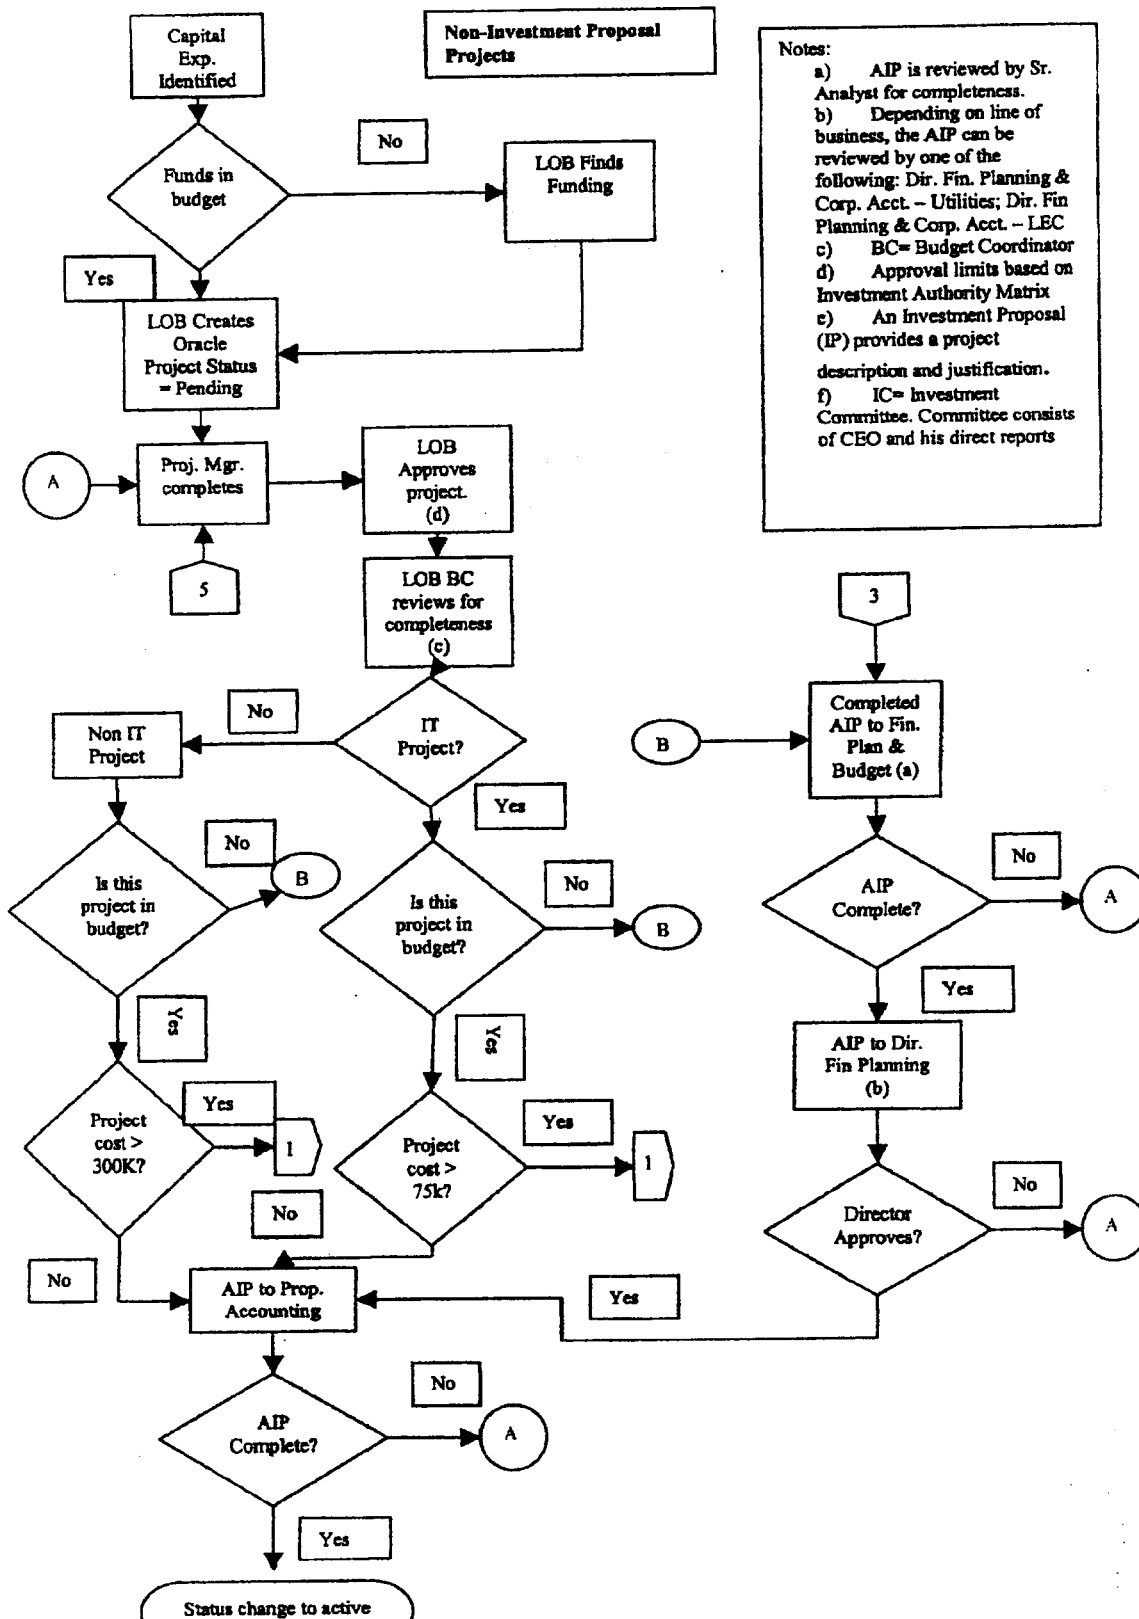 Capital
Exp.
Identified
Non-Investment Proposal
Projects
Notes:
a) AIP is reviewed by Sr.
Analyst for completeness.
b) Depending on line of
business, the AIP can be
reviewed by one of the
following: Dir. Fin. Planning &
Corp. Acct. – Utilities; Dir. Fin
Planning & Corp. Acct. – LEC
c) BC= Budget Coordinator
d) Approval limits based on
Investment Authority Matrix
e) An Investment Proposal
(IP) provides a project
description and justification.
f) IC= Investment
Committee. Committee consists
of CEO and his direct reports
Funds in
budget
No
LOB Finds
Funding
Yes
LOB Creates
Oracle
Project Status
= Pending
A
Proj. Mgr.
completes
LOB
Approves
project.
(d)
5
LOB BC
reviews for
completeness
(c)
3
No
Non IT
Project
IT
Project?
Yes
B
Completed
AIP to Fin.
Plan &
Budget (a)
Is this
project in
budget?
No
B
Is this
project in
budget?
No
B
AIP
Complete?
No
A
Yes
Yes
Yes
AIP to Dir.
Fin Planning
(b)
Project
cost >
300K?
Yes
1
Project
cost >
75k?
Yes
1
Director
Approves?
No
A
No
No
AIP to Prop.
Accounting
Yes
AIP
Complete?
No
A
Yes
Status change to active